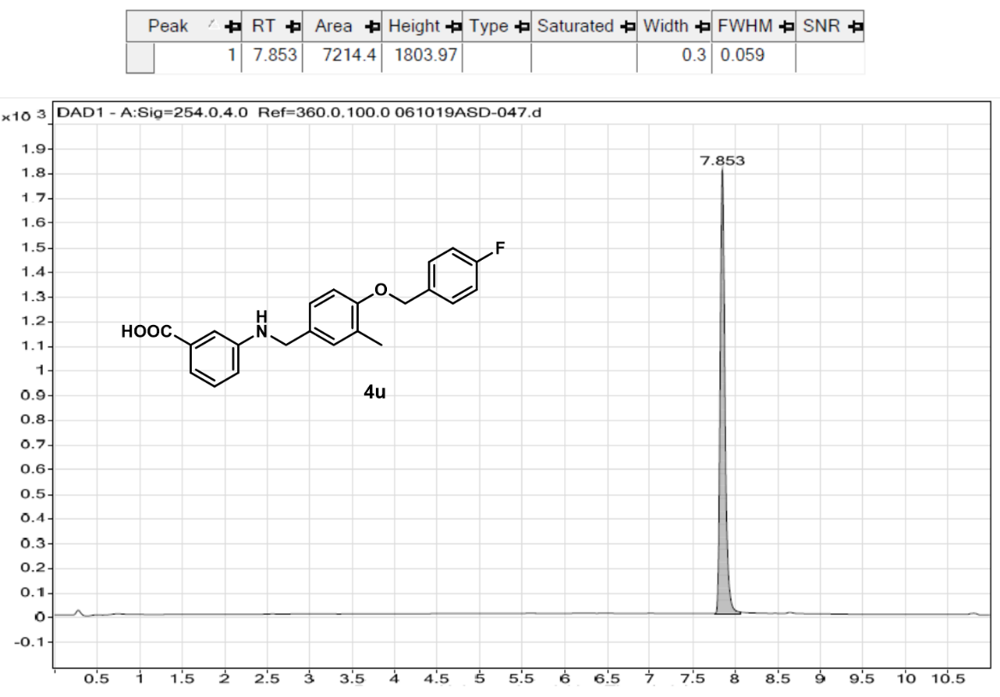 Peak RT Area Height Type Saturated Width FWHM SNR
1 7.853 7214.4 1803.97 0.3 0.059
x10 3 DAD1 - A:Sig=254.0,4.0 Ref=360.0,100.0 061019ASD-047.d
7.853
1.9
1.8
1.7
1.6
1.5
1.4
1.3
1.2
1.1
1
0.9
0.8
0.7
0.6
0.5
0.4
0.3
0.2
0.1
0
-0.1
F
O
H
N
HOOC
4u
0.5 1 1.5 2 2.5 3 3.5 4 4.5 5 5.5 6 6.5 7 7.5 8 8.5 9 9.5 10 10.5